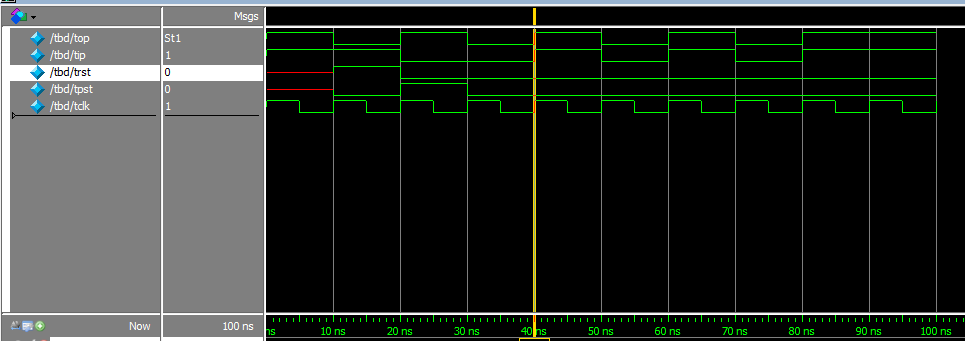 Msgs
/tbd/top St1
/tbd/tip 1
/tbd/trst 0
/tbd/tpst 0
/tbd/tclk 1
Now 100 ns
ns 10 ns 20 ns 30 ns 40 ns 50 ns 60 ns 70 ns 80 ns 90 ns 100 ns